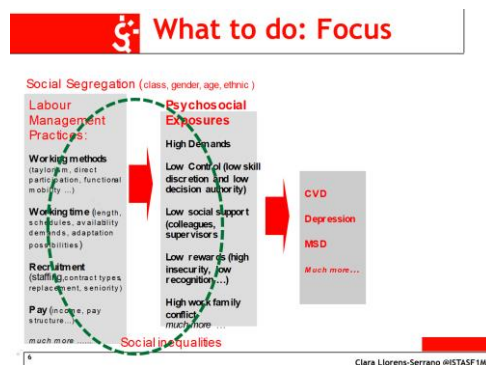 What to do: Focus
Social Segregation (class, gender, age, ethnic )
Labour
Management
Practices:
Working methods
(taylorism, direct
participation, functional
mobility ...)
Working time (length,
schedules, availability
demands, adaptation
possibilities)
Recruitment
(staffing, contract types,
replacement, seniority)
Pay (income, pay
structure...)
much more ......
Psychosocial
Exposures
High Demands
Low Control (low skill
discretion and low
decision authority)
Low social support
(colleagues,
supervisors
Low rewards (high
insecurity, low
recognition ...)
High work family
conflict
much more ...
CVD
Depression
MSD
Much more...
Social inequalities
6
Clara Llorens-Serrano @ISTASF1M